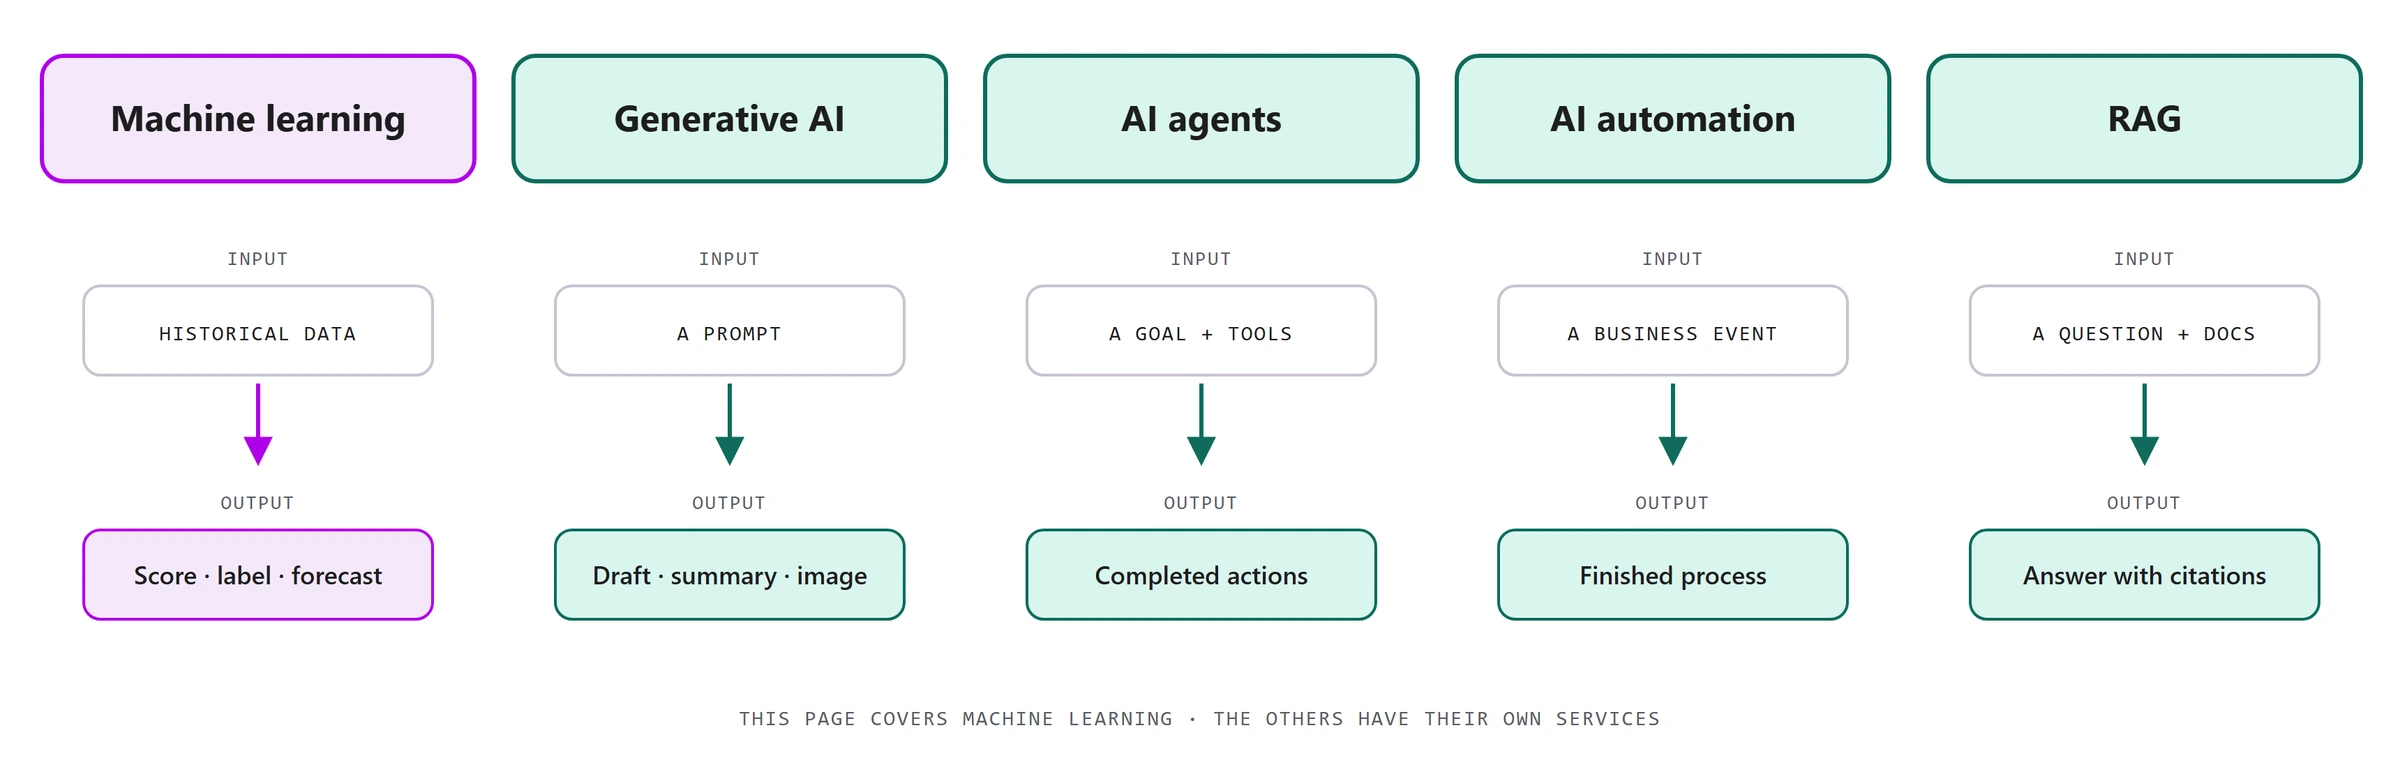 Machine learning
Generative AI
AI agents
AI automation
RAG
INPUT
INPUT
INPUT
INPUT
INPUT
HISTORICAL DATA
A PROMPT
A GOAL + TOOLS
A BUSINESS EVENT
A QUESTION + DOCS
OUTPUT
OUTPUT
OUTPUT
OUTPUT
OUTPUT
Score · label · forecast
Draft · summary · image
Completed actions
Finished process
Answer with citations
THIS PAGE COVERS MACHINE LEARNING · THE OTHERS HAVE THEIR OWN SERVICES